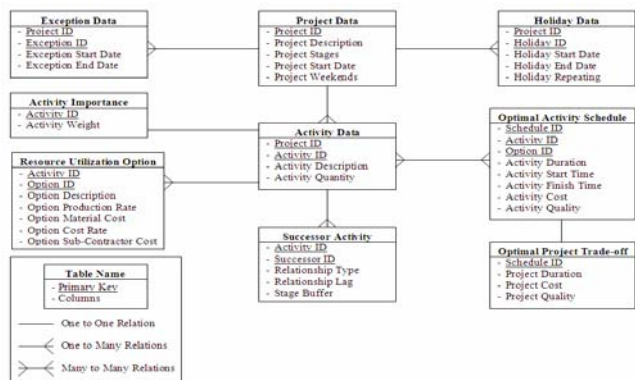 Exception Data
- Project ID
- Exception ID
- Exception Start Date
- Exception End Date
Project Data
- Project ID
- Project Description
- Project Stages
- Project Start Date
- Project Weekends
Holiday Data
- Project ID
- Holiday ID
- Holiday Start Date
- Holiday End Date
- Holiday Repeating
Activity Importance
- Activity ID
- Activity Weight
Activity Data
- Project ID
- Activity ID
- Activity Description
- Activity Quantity
Optimal Activity Schedule
- Schedule ID
- Activity ID
- Option ID
- Activity Duration
- Activity Start Time
- Activity Finish Time
- Activity Cost
- Activity Quality
Resource Utilization Option
- Activity ID
- Option ID
- Option Description
- Option Production Rate
- Option Material Cost
- Option Cost Rate
- Option Sub-Contractor Cost
Successor Activity
- Activity ID
- Successor ID
- Relationship Type
- Relationship Lag
- Stage Buffer
Optimal Project Trade-off
- Schedule ID
- Project Duration
- Project Cost
- Project Quality
Table Name
- Primary Key
- Columns
One to One Relation
One to Many Relations
Many to Many Relations